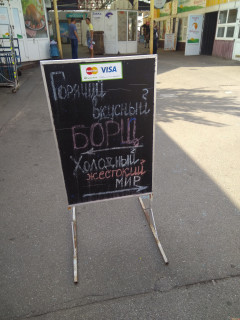 VISA
Горячий
вкусный
БОРЩ
Холодный
жестокий
МИР